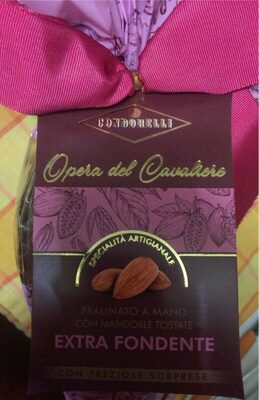 CONDORELLI
Opera del Cavaliere
SPECIALITÀ ARTIGIANALE
PRALINATO A MANO
CON MANDORLE TOSTATE
EXTRA FONDENTE
CON PREZIOSE SORPRESE